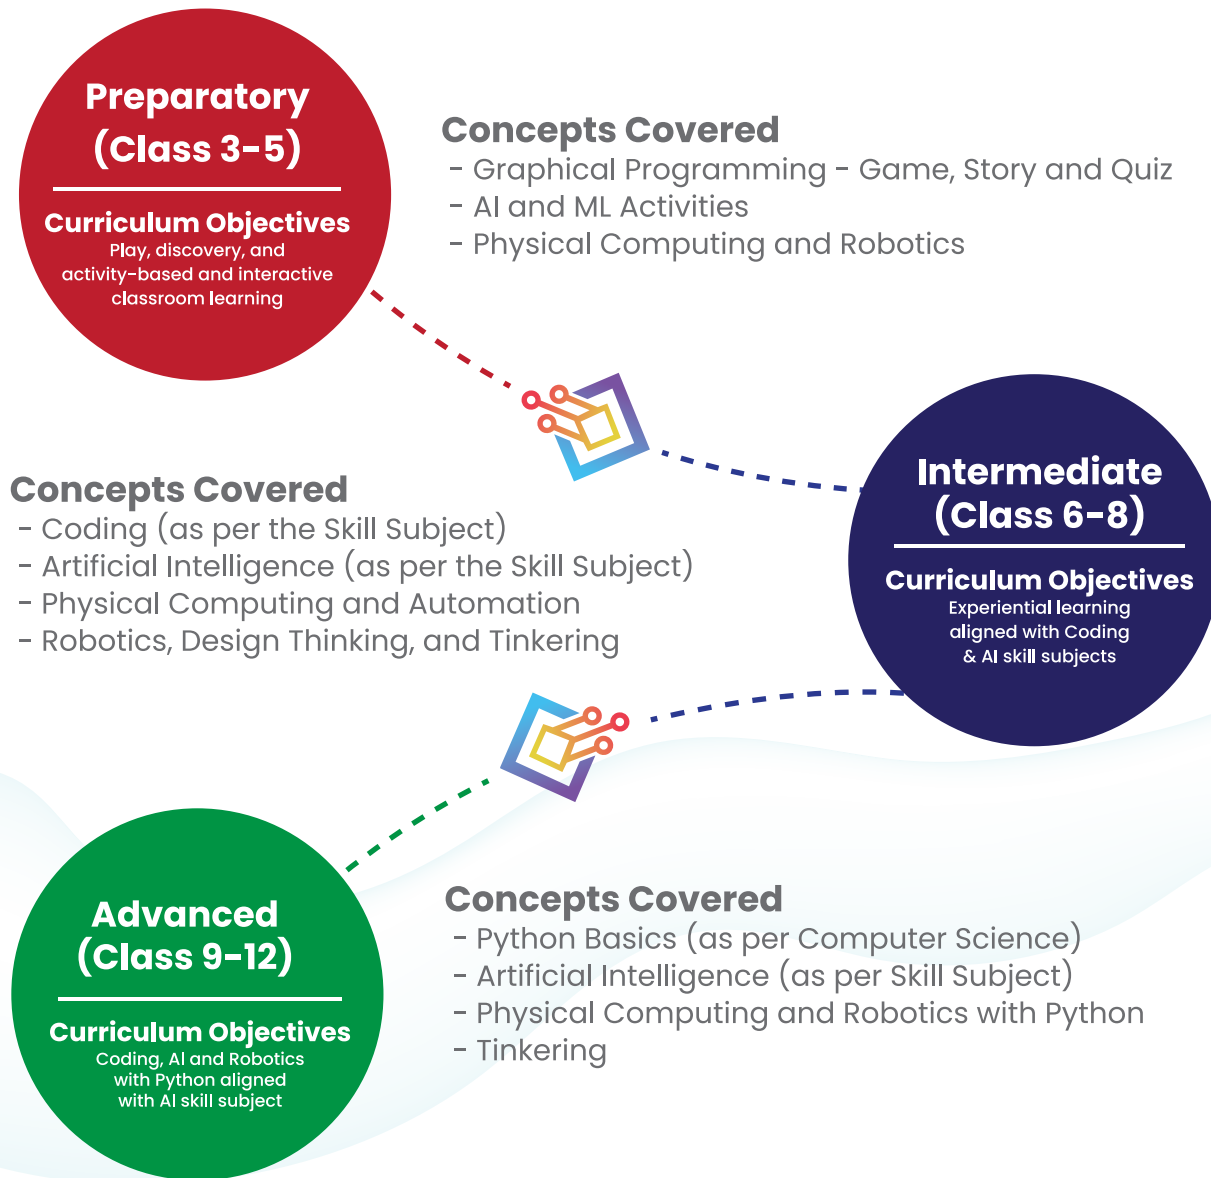 Preparatory
(Class 3-5)
Curriculum Objectives
Play, discovery, and
activity-based and interactive
classroom learning
Concepts Covered
- Graphical Programming - Game, Story and Quiz
- AI and ML Activities
- Physical Computing and Robotics
Concepts Covered
- Coding (as per the Skill Subject)
- Artificial Intelligence (as per the Skill Subject)
- Physical Computing and Automation
- Robotics, Design Thinking, and Tinkering
Intermediate
(Class 6-8)
Curriculum Objectives
Experiential learning
aligned with Coding
& AI skill subjects
Advanced
(Class 9-12)
Curriculum Objectives
Coding, AI and Robotics
with Python aligned
with AI skill subject
Concepts Covered
- Python Basics (as per Computer Science)
- Artificial Intelligence (as per Skill Subject)
- Physical Computing and Robotics with Python
- Tinkering